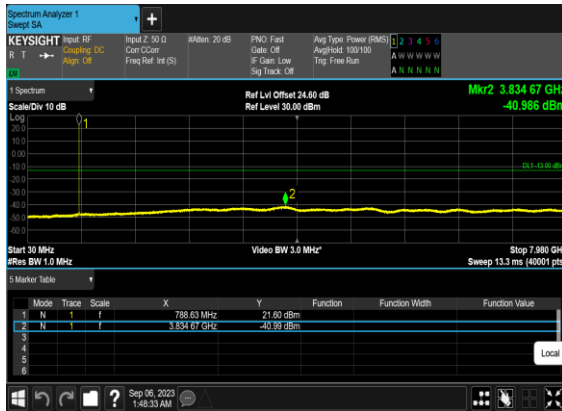 Spectrum Analyzer 1
Swept SA
KEYSIGHT Input: RF Input Z: 50 Ω #Atten: 20 dB PNO: Fast Avg Type: Power (RMS) 1 2 3 4 5 6
R T Coupling: DC Corr CCorr Gate: Off Avg|Hold: 100/100 A W W W W W
Align: Off Freq Ref: Int (S) IF Gain: Low Trig: Free Run
Sig Track: Off A N N N N N
1 Spectrum Ref Lvl Offset 24.60 dB Mkr2 3.834 67 GHz
Scale/Div 10 dB Ref Level 30.00 dBm -40.986 dBm
Log
20.0
10.0
0.00
-10.0
DL1 -13.00 dBm
-20.0
-30.0
-40.0
-50.0
-60.0
1
2
Start 30 MHz Video BW 3.0 MHz* Stop 7.980 GHz
#Res BW 1.0 MHz Sweep 13.3 ms (40001 pts)
5 Marker Table
Mode Trace Scale X Y Function Function Width Function Value
1 N 1 f 788.63 MHz 21.60 dBm
2 N 1 f 3.834 67 GHz -40.99 dBm
3
4
5
6
Local
? Sep 06, 2023
1:48:33 AM